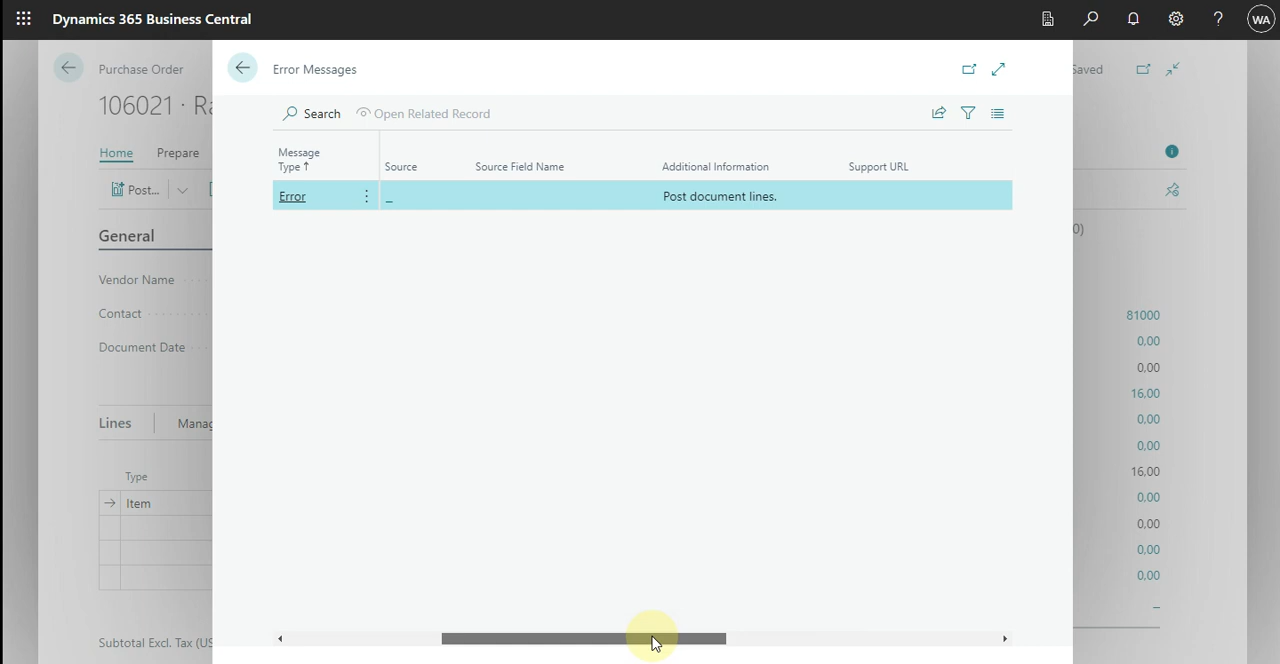 Dynamics 365 Business Central
WA
Purchase Order
Error Messages
Saved
106021 · Ra
Search
Open Related Record
Home
Prepare
Message
Type ↑
Source
Source Field Name
Additional Information
Support URL
Post...
Error
_
Post document lines.
General
0)
Vendor Name
Contact
81000
0,00
Document Date
0,00
16,00
Lines
Manag
0,00
0,00
Type
16,00
Item
0,00
0,00
0,00
0,00
_
Subtotal Excl. Tax (US